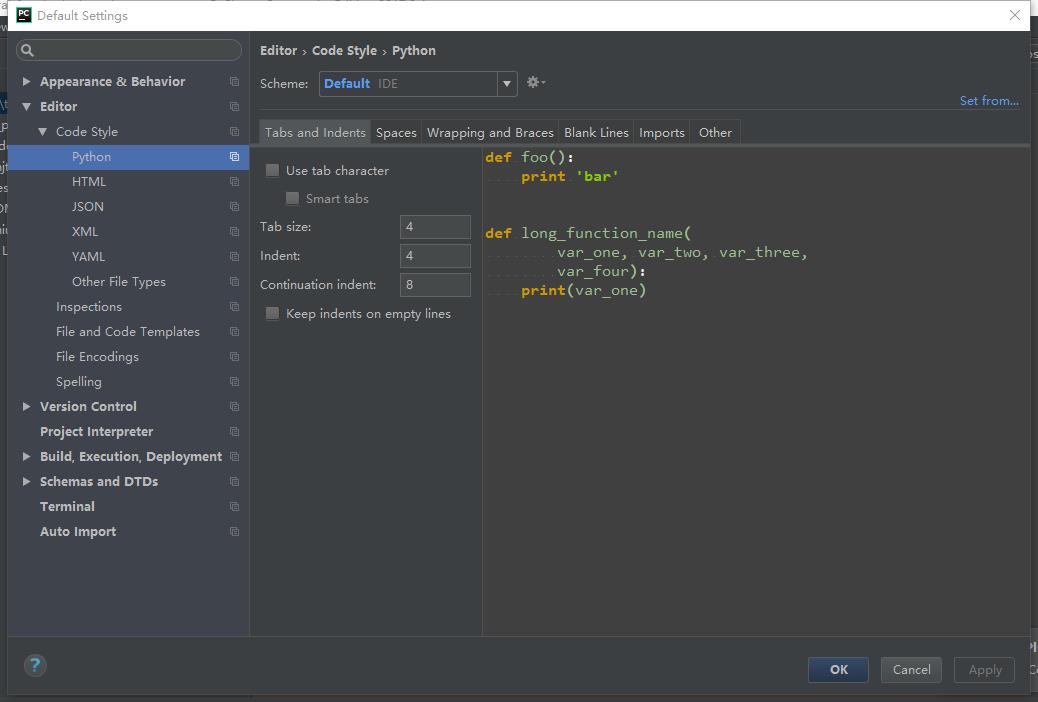 PC Default Settings
Appearance & Behavior
Editor
Code Style
Python
HTML
JSON
XML
YAML
Other File Types
Inspections
File and Code Templates
File Encodings
Spelling
Version Control
Project Interpreter
Build, Execution, Deployment
Schemas and DTDs
Terminal
Auto Import
Editor › Code Style › Python
Scheme: Default IDE
Set from...
Tabs and Indents Spaces Wrapping and Braces Blank Lines Imports Other
Use tab character
Smart tabs
Tab size: 4
Indent: 4
Continuation indent: 8
Keep indents on empty lines
def foo():
    print 'bar'
def long_function_name(
        var_one, var_two, var_three,
        var_four):
    print(var_one)
?
OK Cancel Apply